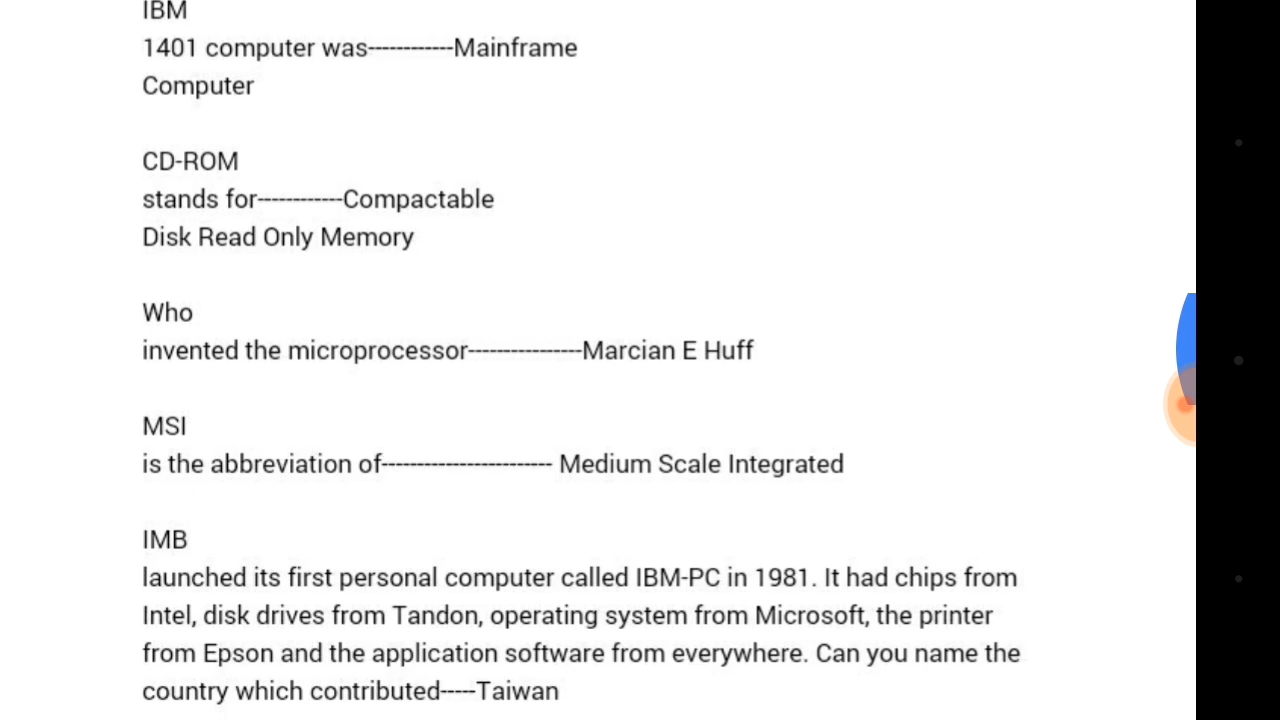 IBM
1401 computer was------------Mainframe
Computer
CD-ROM
stands for------------Compactable
Disk Read Only Memory
Who
invented the microprocessor----------------Marcian E Huff
MSI
is the abbreviation of------------------------ Medium Scale Integrated
IMB
launched its first personal computer called IBM-PC in 1981. It had chips from
Intel, disk drives from Tandon, operating system from Microsoft, the printer
from Epson and the application software from everywhere. Can you name the
country which contributed-----Taiwan